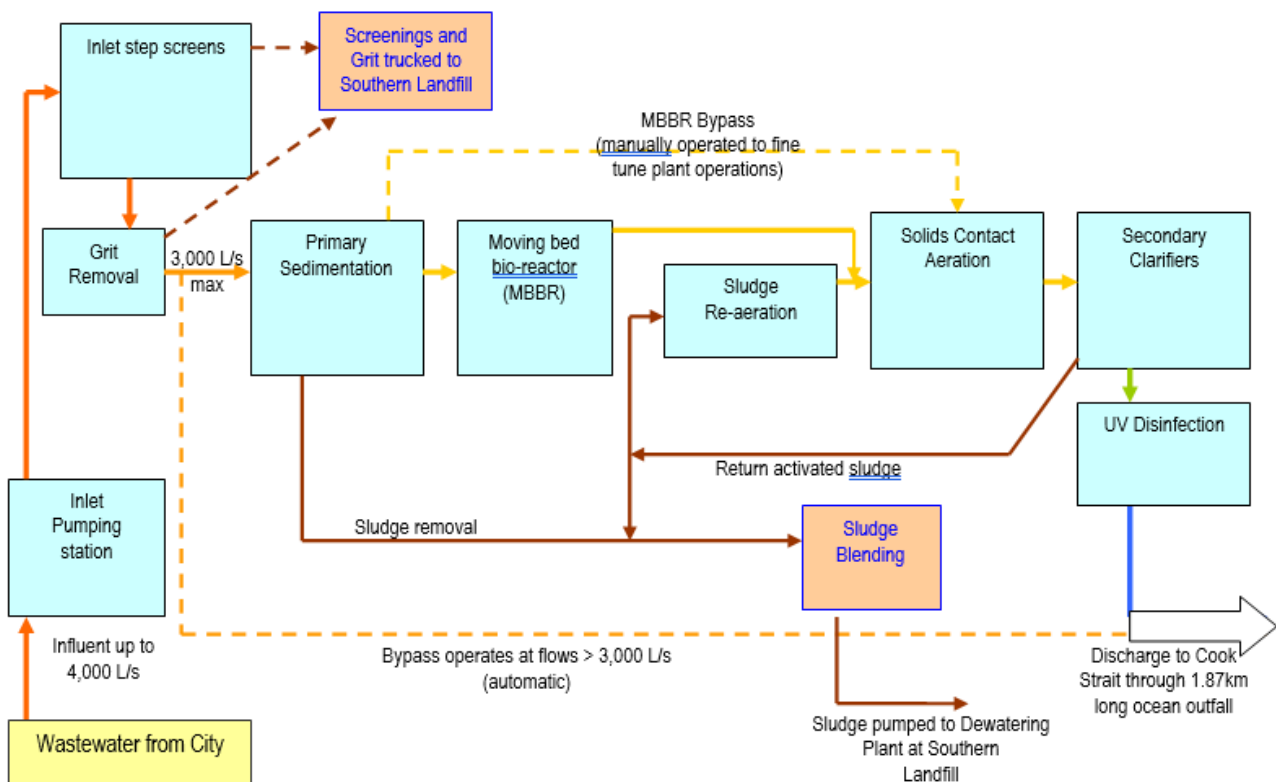 Inlet step screens
Screenings and
Grit trucked to
Southern Landfill
MBBR Bypass
(manually operated to fine
tune plant operations)
Grit
Removal
3,000 L/s
max
Primary
Sedimentation
Moving bed
bio-reactor
(MBBR)
Sludge
Re-aeration
Solids Contact
Aeration
Secondary
Clarifiers
UV Disinfection
Return activated sludge
Inlet
Pumping
station
Sludge removal
Sludge
Blending
Influent up to
4,000 L/s
Bypass operates at flows > 3,000 L/s
(automatic)
Discharge to Cook
Strait through 1.87km
long ocean outfall
Wastewater from City
Sludge pumped to Dewatering
Plant at Southern
Landfill